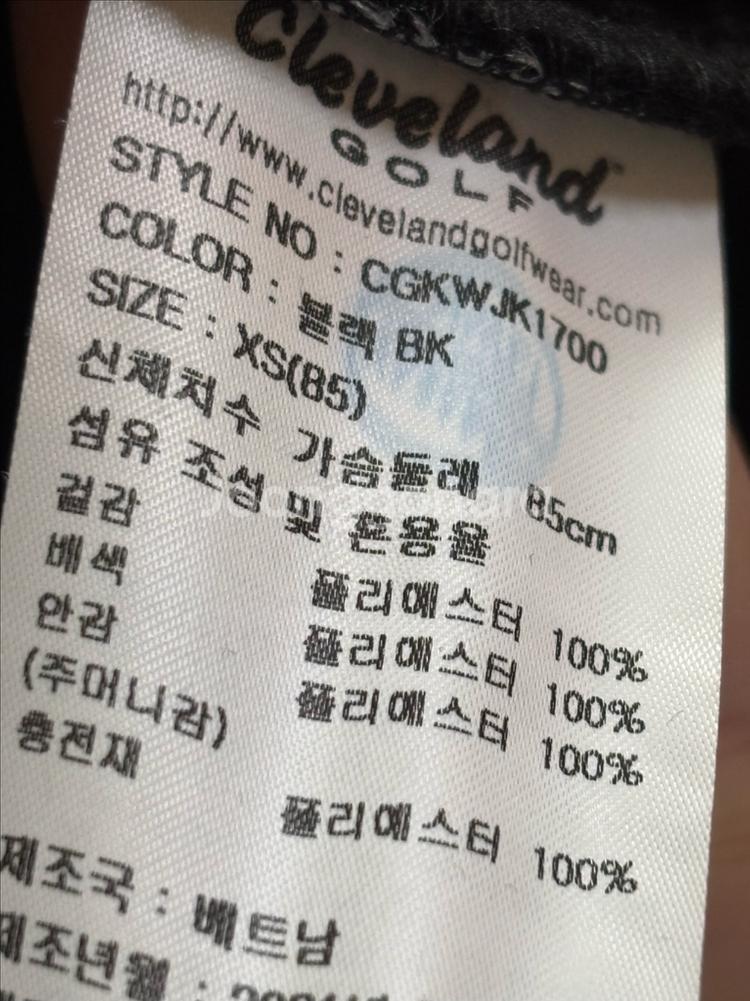 Cleveland
GOLF
http://www.clevelandgolfwear.com
STYLE NO : CGKWJK1700
COLOR : 블랙 BK
SIZE : XS(85)
신체치수 가슴둘레 85cm
섬유 조성 및 혼용율
겉감 폴리에스터 100%
배색 폴리에스터 100%
안감 폴리에스터 100%
(주머니감)
충전재 폴리에스터 100%
제조국 : 베트남
제조년월 :